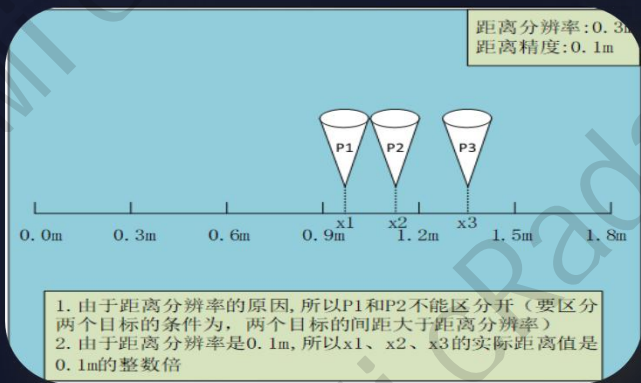 距离分辨率:0.3m
距离精度:0.1m
P1 P2 P3
x1 x2 x3
0.0m 0.3m 0.6m 0.9m 1.2m 1.5m 1.8m
1.由于距离分辨率的原因,所以P1和P2不能区分开（要区分
两个目标的条件为，两个目标的间距大于距离分辨率）
2.由于距离分辨率是0.1m,所以x1、x2、x3的实际距离值是
0.1m的整数倍